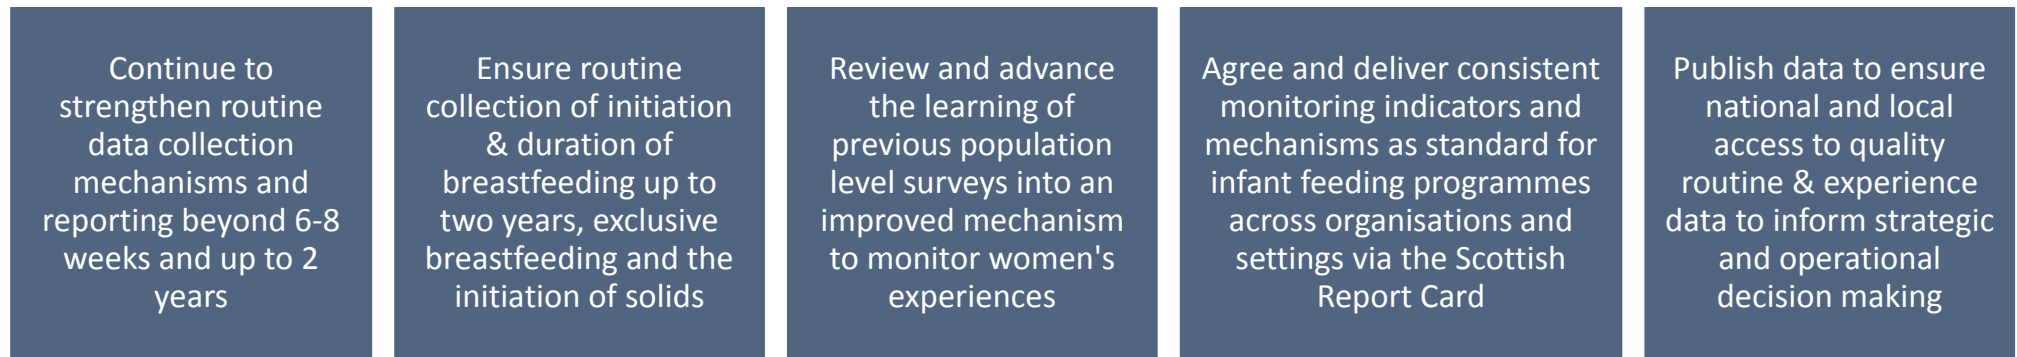 Continue to
strengthen routine
data collection
mechanisms and
reporting beyond 6-8
weeks and up to 2
years
Ensure routine
collection of initiation
& duration of
breastfeeding up to
two years, exclusive
breastfeeding and the
initiation of solids
Review and advance
the learning of
previous population
level surveys into an
improved mechanism
to monitor women's
experiences
Agree and deliver consistent
monitoring indicators and
mechanisms as standard for
infant feeding programmes
across organisations and
settings via the Scottish
Report Card
Publish data to ensure
national and local
access to quality
routine & experience
data to inform strategic
and operational
decision making